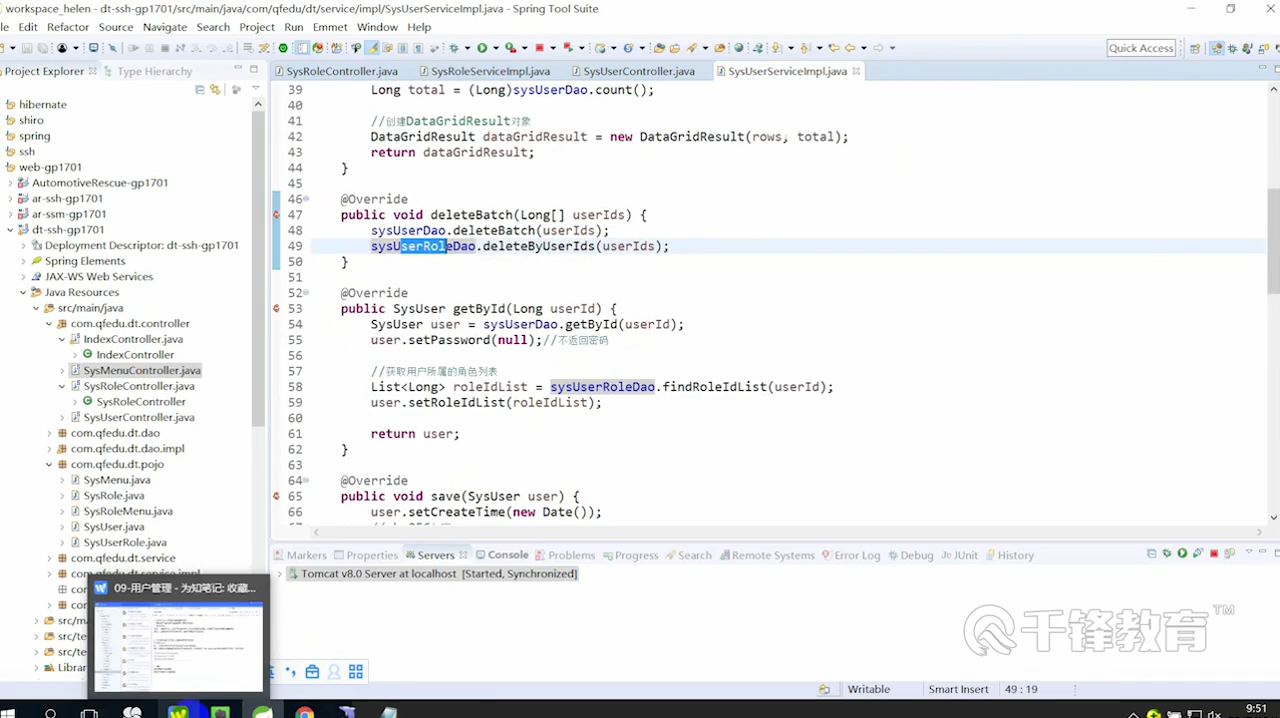 workspace_helen - dt-ssh-gp1701/src/main/java/com/qfedu/dt/service/impl/SysUserServiceImpl.java - Spring Tool Suite
Edit Refactor Source Navigate Search Project Run Emmet Window Help
Quick Access
Project Explorer Type Hierarchy
SysRoleController.java SysRoleServiceImpl.java SysUserController.java SysUserServiceImpl.java
hibernate
shiro
spring
ssh
web-gp1701
AutomotiveRescue-gp1701
ar-ssh-gp1701
ar-ssm-gp1701
dt-ssh-gp1701
Deployment Descriptor: dt-ssh-gp1701
Spring Elements
JAX-WS Web Services
Java Resources
src/main/java
com.qfedu.dt.controller
IndexController.java
IndexController
SysMenuController.java
SysRoleController.java
SysRoleController
SysUserController.java
com.qfedu.dt.dao
com.qfedu.dt.dao.impl
com.qfedu.dt.pojo
SysMenu.java
SysRole.java
SysRoleMenu.java
SysUser.java
SysUserRole.java
com.qfedu.dt.service
39 Long total = (Long)sysUserDao.count();
40
41 //创建DataGridResult对象
42 DataGridResult dataGridResult = new DataGridResult(rows, total);
43 return dataGridResult;
44 }
45
46 @Override
47 public void deleteBatch(Long[] userIds) {
48 sysUserDao.deleteBatch(userIds);
49 sysUserRoleDao.deleteByUserIds(userIds);
50 }
51
52 @Override
53 public SysUser getById(Long userId) {
54 SysUser user = sysUserDao.getById(userId);
55 user.setPassword(null);//不返回密码
56
57 //获取用户所属的角色列表
58 List<Long> roleIdList = sysUserRoleDao.findRoleIdList(userId);
59 user.setRoleIdList(roleIdList);
60
61 return user;
62 }
63
64 @Override
65 public void save(SysUser user) {
66 user.setCreateTime(new Date());
Markers Properties Servers Console Problems Progress Search Remote Systems Error Log Debug JUnit History
Tomcat v8.0 Server at localhost [Started, Synchronized]
09-用户管理 - 为知笔记: 收藏...
千锋教育™
Writable Smart Insert 49 : 19
9:51